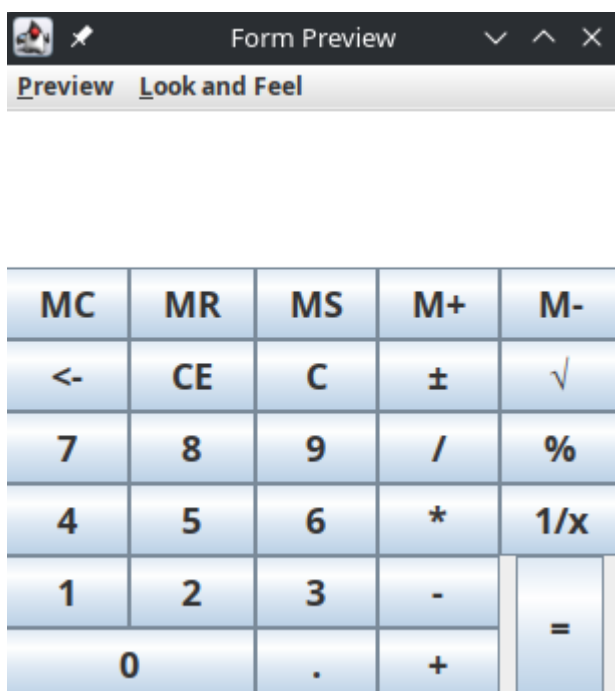 Form Preview
Preview Look and Feel
MC MR MS M+ M-
<- CE C ± √
7 8 9 / %
4 5 6 * 1/x
1 2 3 -
=
0 . +